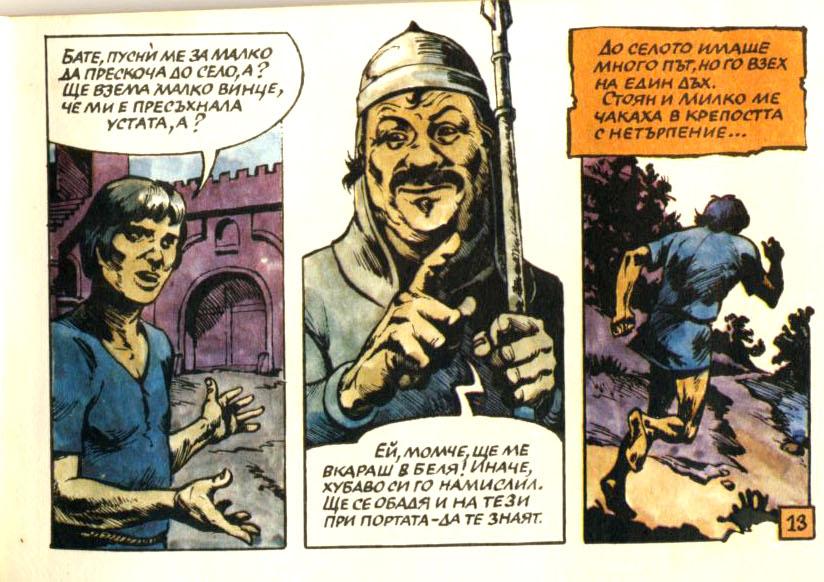 БАТЕ, ПУСНИ МЕ ЗА МАЛКО
ДА ПРЕСКОЧА ДО СЕЛО, А?
ЩЕ ВЗЕМА МАЛКО ВИНЦЕ,
ЧЕ МИ Е ПРЕСЪХНАЛА
УСТАТА, А?
ЕЙ, МОМЧЕ, ЩЕ МЕ
ВКАРАШ В БЕЛЯ! ИНАЧЕ,
ХУБАВО СИ ГО НАМИСЛИЛ.
ЩЕ СЕ ОБАДЯ И НА ТЕЗИ
ПРИ ПОРТАТА-ДА ТЕ ЗНАЯТ.
ДО СЕЛОТО ИМАШЕ
МНОГО ПЪТ, НО ГО ВЗЕХ
НА ЕДИН ДЪХ.
СТОЯН И МИЛКО МЕ
ЧАКАХА В КРЕПОСТТА
С НЕТЪРПЕНИЕ...
13